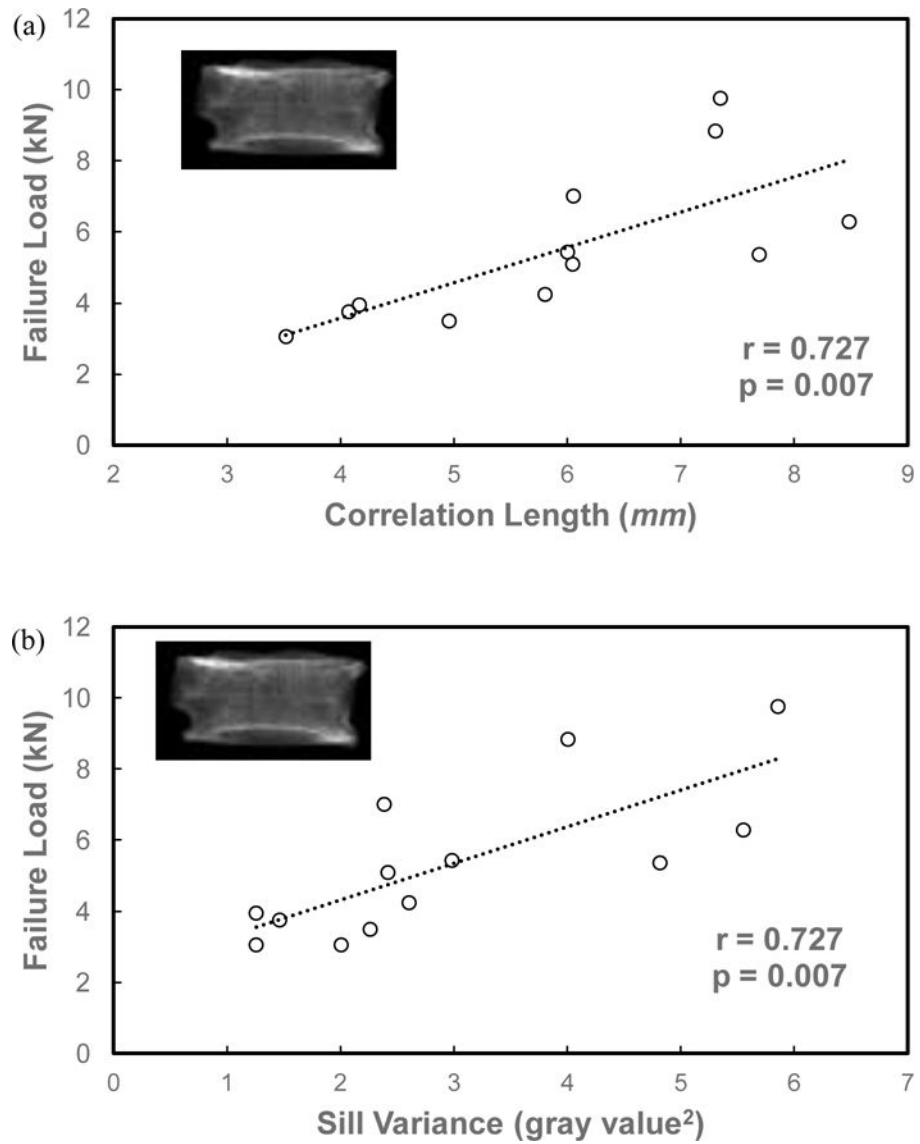 (a)
12
10
8
6
4
2
0
Failure Load (kN)
r = 0.727
p = 0.007
2 3 4 5 6 7 8 9
Correlation Length (mm)
(b)
12
10
8
6
4
2
0
Failure Load (kN)
r = 0.727
p = 0.007
0 1 2 3 4 5 6 7
Sill Variance (gray value²)